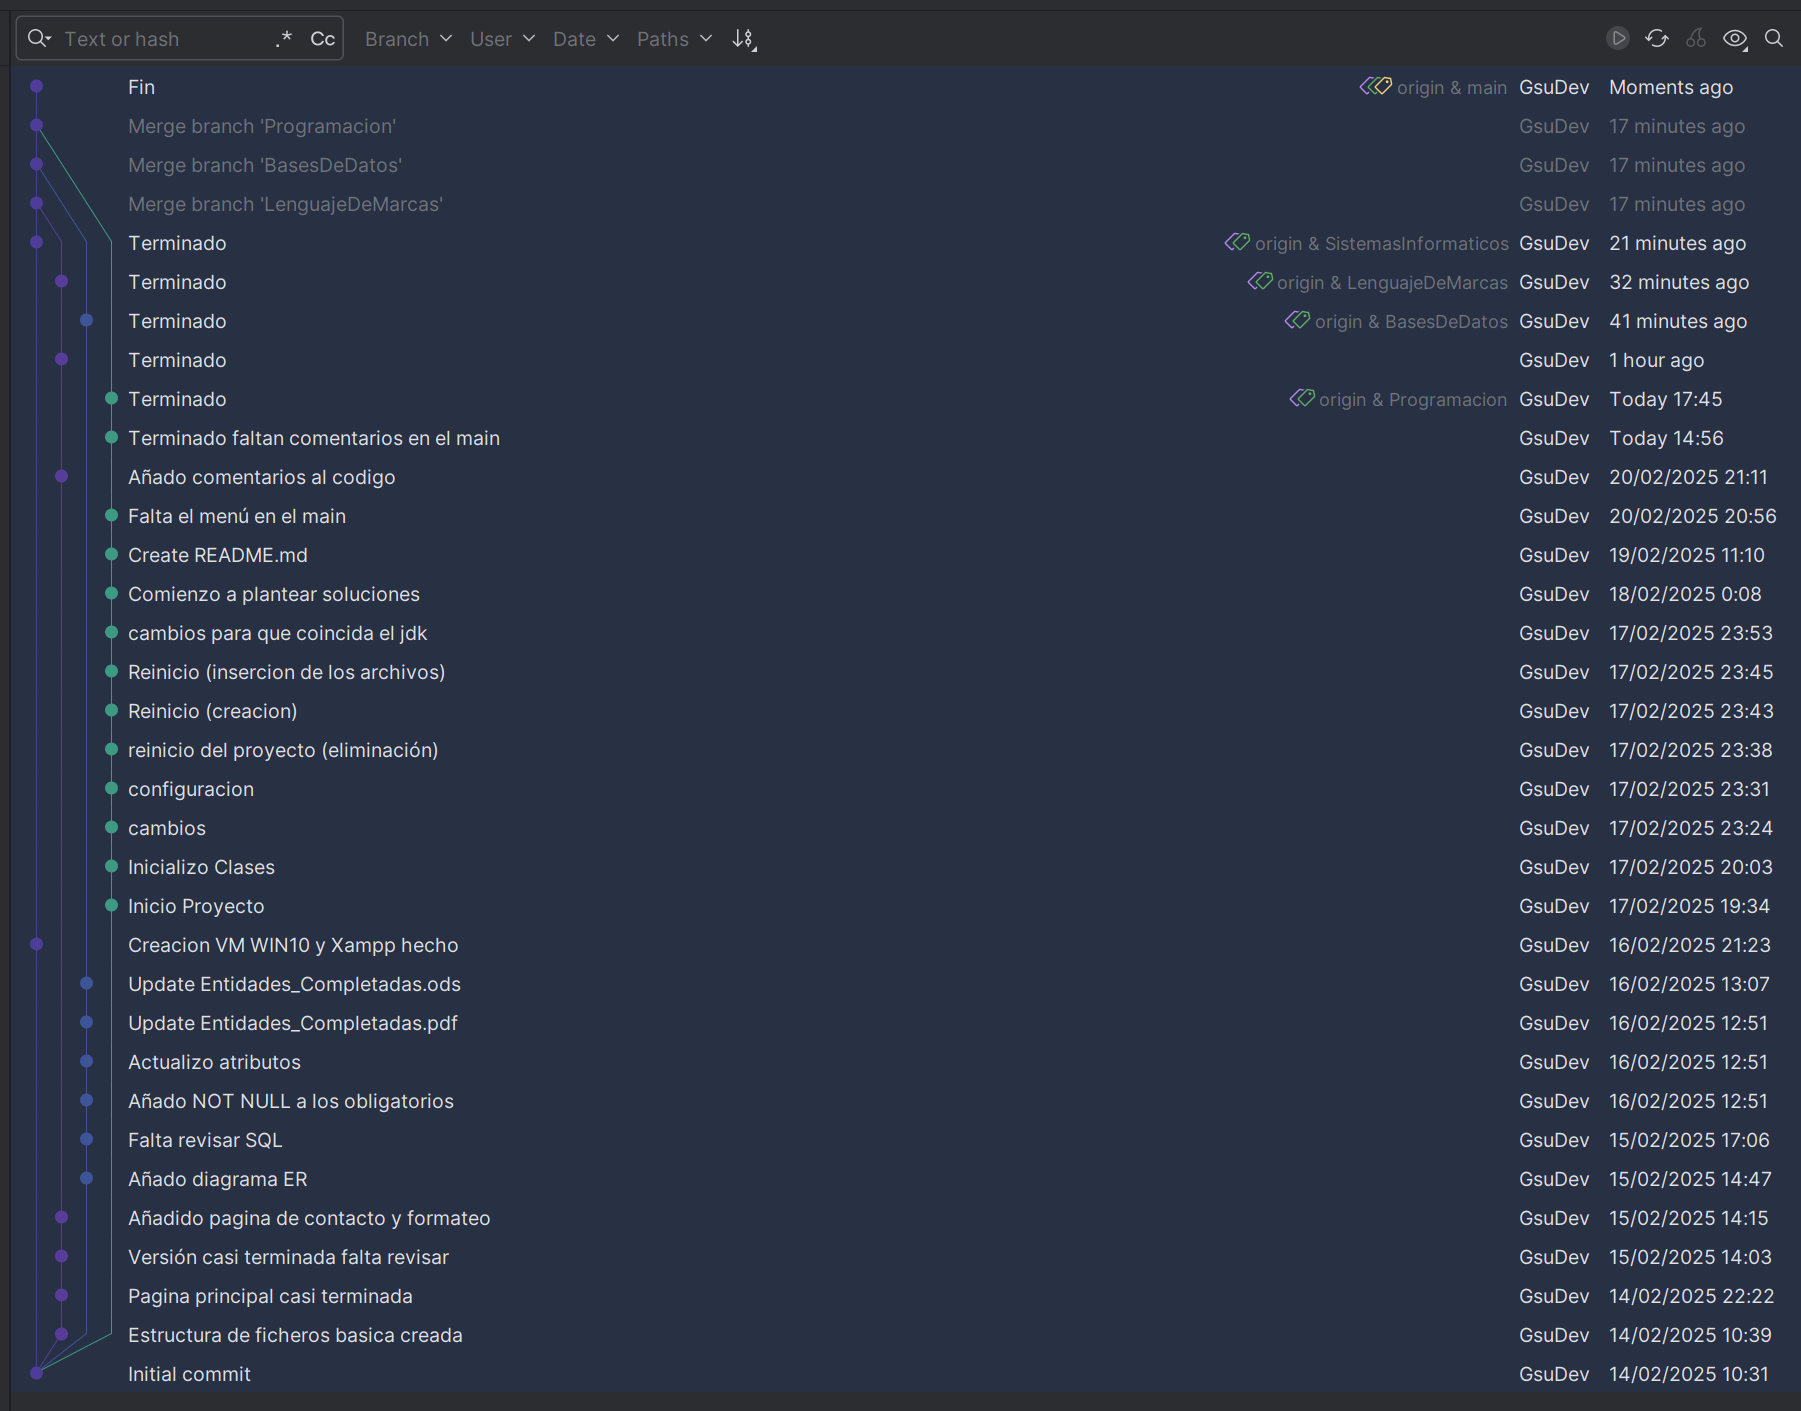 Text or hash .* Cc Branch User Date Paths
Fin origin & main GsuDev Moments ago
Merge branch 'Programacion' GsuDev 17 minutes ago
Merge branch 'BasesDeDatos' GsuDev 17 minutes ago
Merge branch 'LenguajeDeMarcas' GsuDev 17 minutes ago
Terminado origin & SistemasInformaticos GsuDev 21 minutes ago
Terminado origin & LenguajeDeMarcas GsuDev 32 minutes ago
Terminado origin & BasesDeDatos GsuDev 41 minutes ago
Terminado GsuDev 1 hour ago
Terminado origin & Programacion GsuDev Today 17:45
Terminado faltan comentarios en el main GsuDev Today 14:56
Añado comentarios al codigo GsuDev 20/02/2025 21:11
Falta el menú en el main GsuDev 20/02/2025 20:56
Create README.md GsuDev 19/02/2025 11:10
Comienzo a plantear soluciones GsuDev 18/02/2025 0:08
cambios para que coincida el jdk GsuDev 17/02/2025 23:53
Reinicio (insercion de los archivos) GsuDev 17/02/2025 23:45
Reinicio (creacion) GsuDev 17/02/2025 23:43
reinicio del proyecto (eliminación) GsuDev 17/02/2025 23:38
configuracion GsuDev 17/02/2025 23:31
cambios GsuDev 17/02/2025 23:24
Inicializo Clases GsuDev 17/02/2025 20:03
Inicio Proyecto GsuDev 17/02/2025 19:34
Creacion VM WIN10 y Xampp hecho GsuDev 16/02/2025 21:23
Update Entidades_Completadas.ods GsuDev 16/02/2025 13:07
Update Entidades_Completadas.pdf GsuDev 16/02/2025 12:51
Actualizo atributos GsuDev 16/02/2025 12:51
Añado NOT NULL a los obligatorios GsuDev 16/02/2025 12:51
Falta revisar SQL GsuDev 15/02/2025 17:06
Añado diagrama ER GsuDev 15/02/2025 14:47
Añadido pagina de contacto y formateo GsuDev 15/02/2025 14:15
Versión casi terminada falta revisar GsuDev 15/02/2025 14:03
Pagina principal casi terminada GsuDev 14/02/2025 22:22
Estructura de ficheros basica creada GsuDev 14/02/2025 10:39
Initial commit GsuDev 14/02/2025 10:31